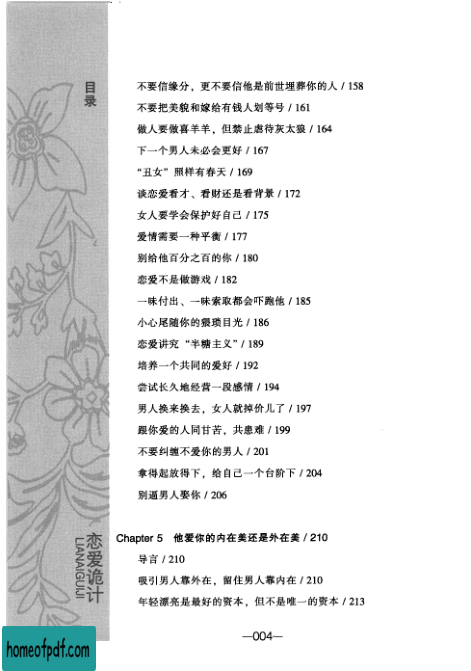 目录
不要信缘分，更不要信他是前世埋葬你的人 / 158
不要把美貌和嫁给有钱人划等号 / 161
做人要做喜羊羊，但禁止虐待灰太狼 / 164
下一个男人未必会更好 / 167
“丑女”照样有春天 / 169
谈恋爱看才、看财还是看背景 / 172
女人要学会保护好自己 / 175
爱情需要一种平衡 / 177
别给他百分之百的你 / 180
恋爱不是做游戏 / 182
一味付出、一味索取都会吓跑他 / 185
小心尾随你的猥琐目光 / 186
恋爱讲究“半糖主义” / 189
培养一个共同的爱好 / 192
尝试长久地经营一段感情 / 194
男人换来换去，女人就掉价儿了 / 197
跟你爱的人同甘苦，共患难 / 199
不要纠缠不爱你的男人 / 201
拿得起放得下，给自己一个台阶下 / 204
别逼男人娶你 / 206
Chapter 5 他爱你的内在美还是外在美 / 210
导言 / 210
吸引男人靠外在，留住男人靠内在 / 210
年轻漂亮是最好的资本，但不是唯一的资本 / 213
恋爱诡计
LIANAIGUIJI
—004—
homeofpdf.com